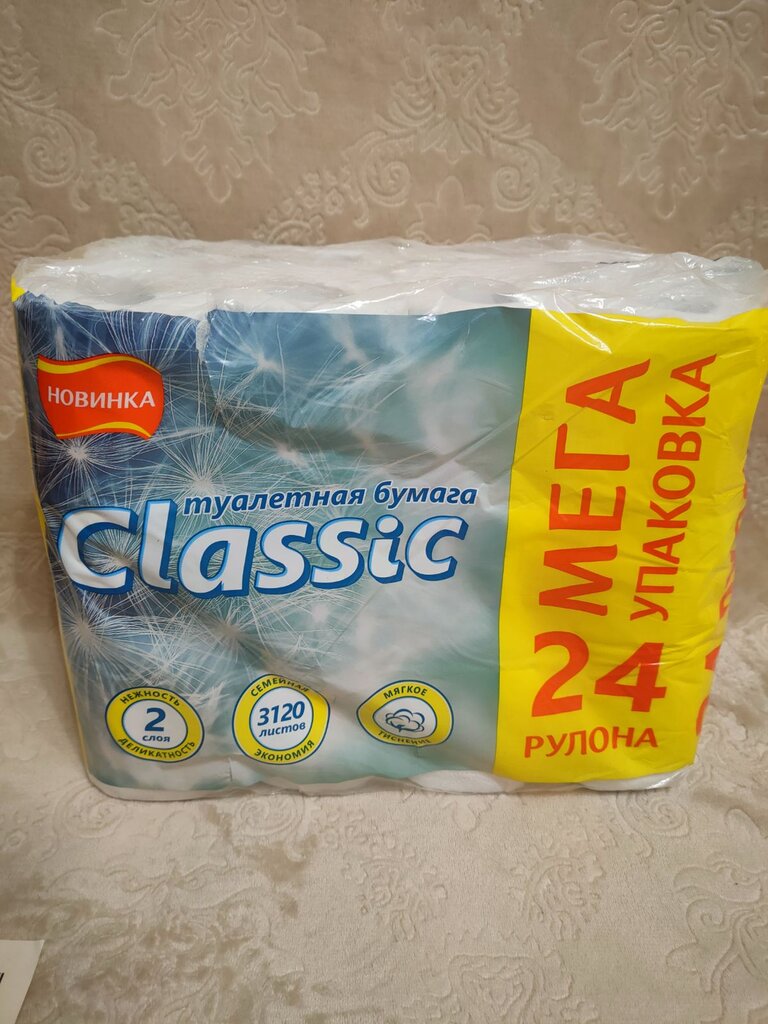 НОВИНКА
туалетная бумага
Classic
НЕЖНОСТЬ
2
слоя
ДЕЛИКАТНОСТЬ
СЕМЕЙНАЯ
3120
листов
ЭКОНОМИЯ
МЯГКОЕ
ТИСНЕНИЕ
МЕГА
УПАКОВКА
24
РУЛОНА